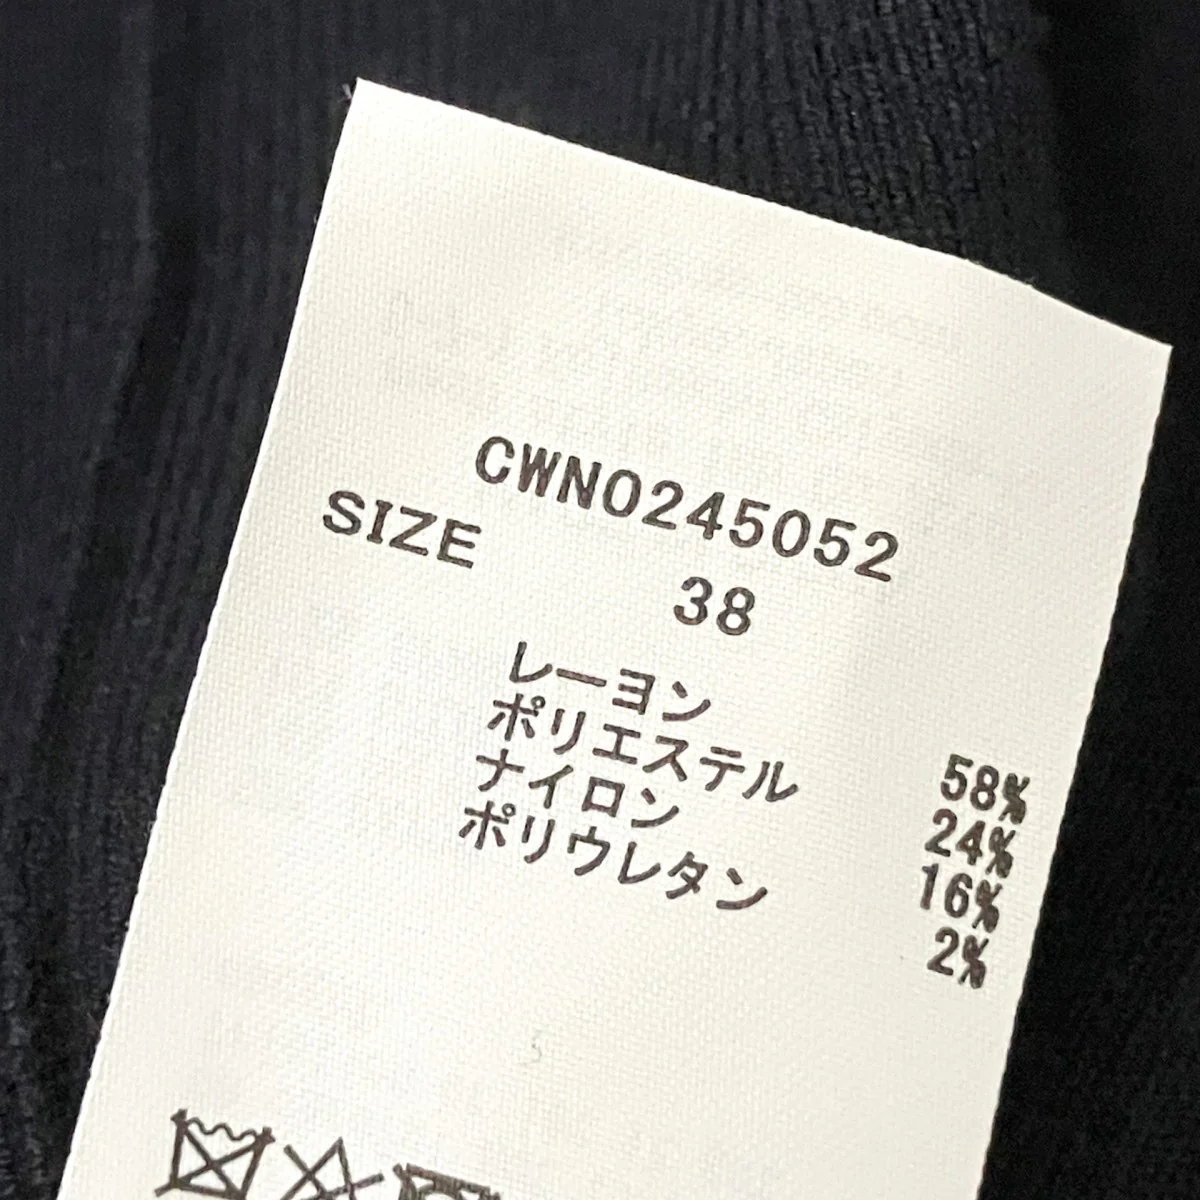 CWNO245052
SIZE 38
レーヨン 58%
ポリエステル 24%
ナイロン 16%
ポリウレタン 2%